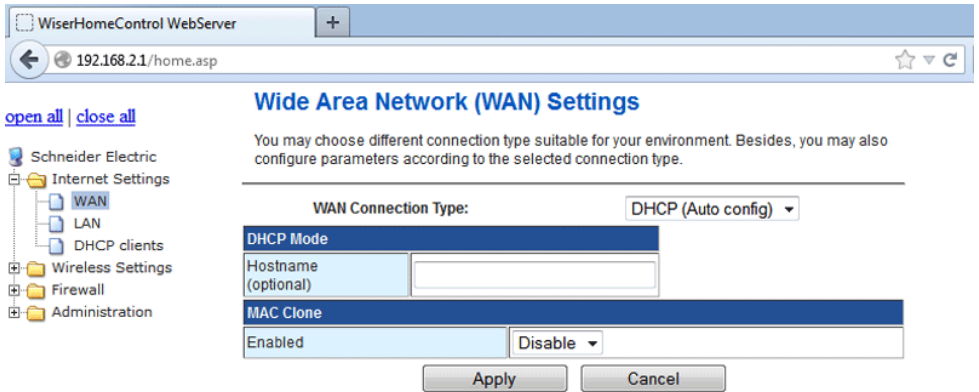 WiserHomeControl WebServer
+
192.168.2.1/home.asp
open all | close all
Schneider Electric
Internet Settings
WAN
LAN
DHCP clients
Wireless Settings
Firewall
Administration
Wide Area Network (WAN) Settings
You may choose different connection type suitable for your environment. Besides, you may also
configure parameters according to the selected connection type.
WAN Connection Type: DHCP (Auto config)
DHCP Mode
Hostname
(optional)
MAC Clone
Enabled Disable
Apply Cancel